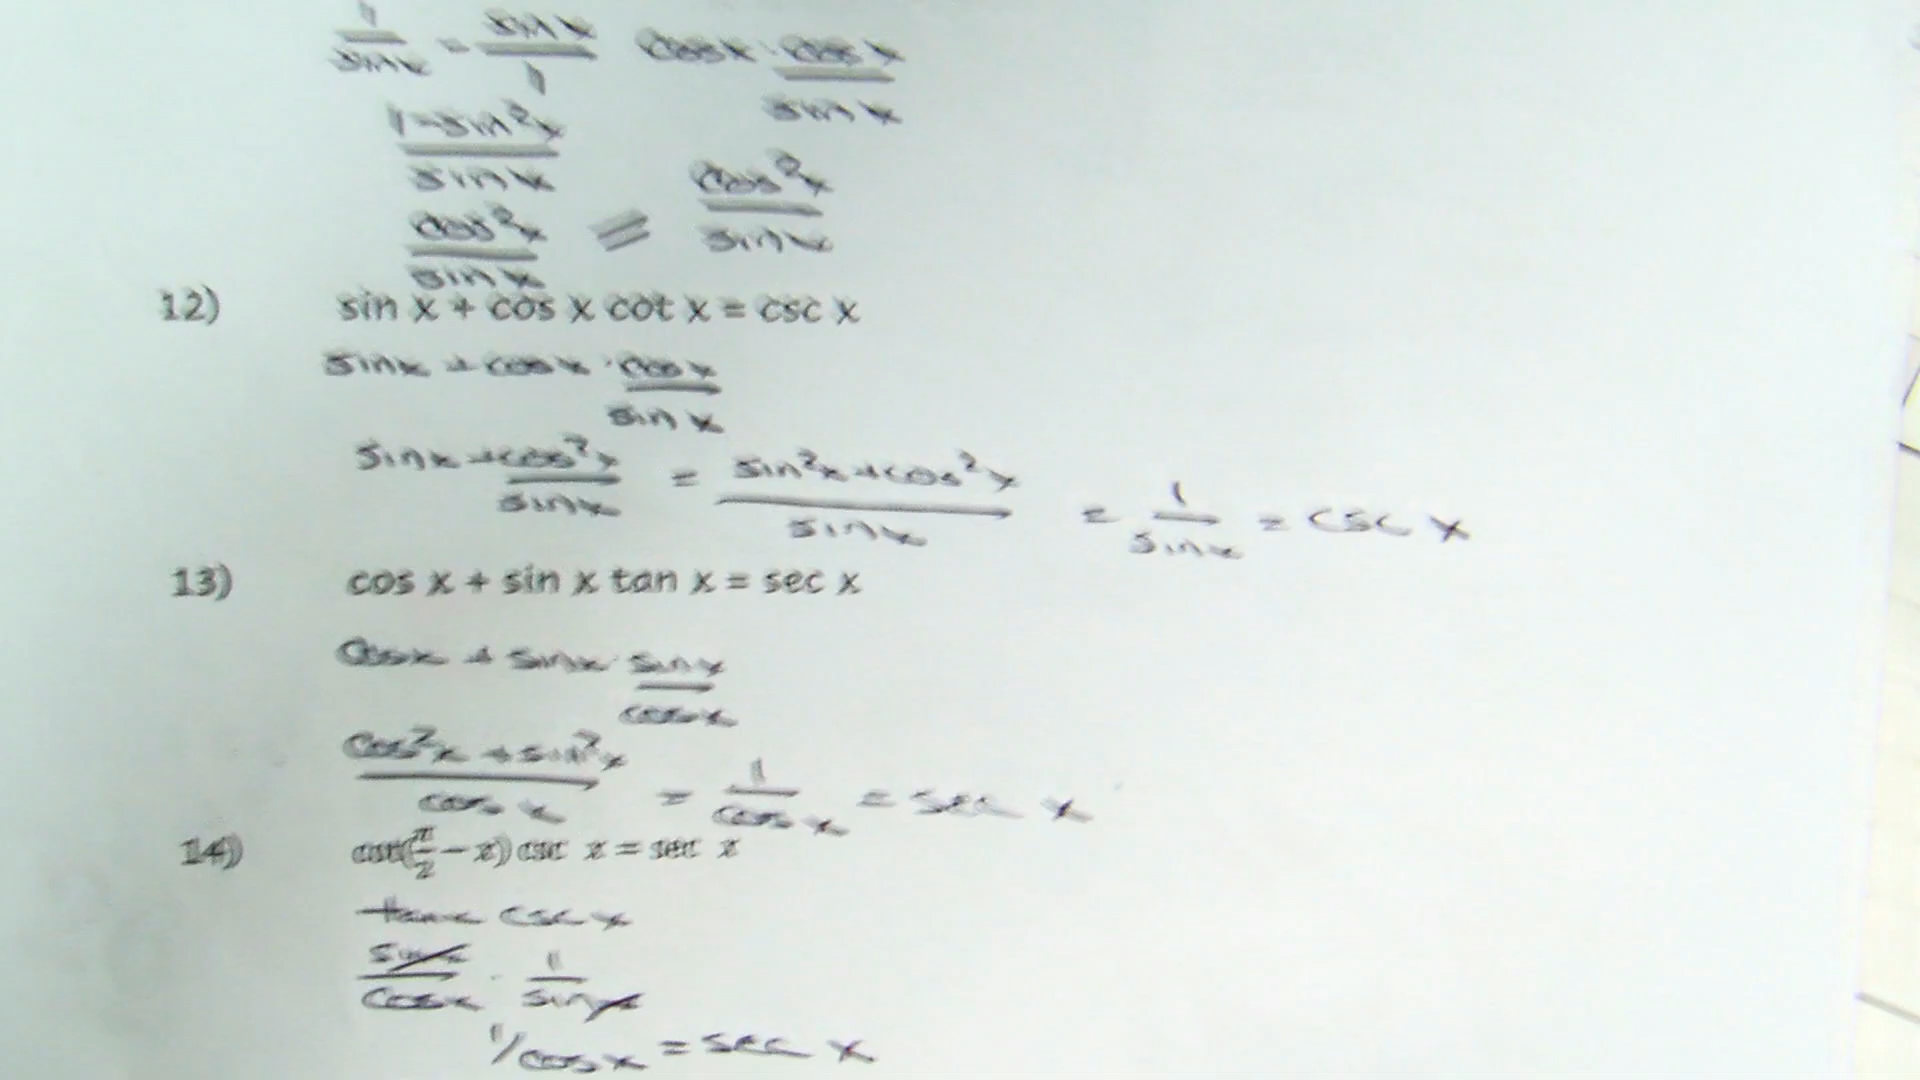 1/sinx = sinx/1 cosx · cosx/sinx
1-sin²x/sinx cos²x/sinx
cos²x/sinx = cos²x/sinx
12) sin x + cos x cot x = csc x
sinx + cosx · cosx/sinx
sinx + cos²x/sinx = sin²x+cos²x/sinx = 1/sinx = csc x
13) cos x + sin x tan x = sec x
cosx + sinx · sinx/cosx
cos²x + sin²x/cos x = 1/cosx = sec x
14) cot(π/2 − x) csc x = sec x
tanx csc x
sinx/cosx · 1/sinx
1/cosx = sec x